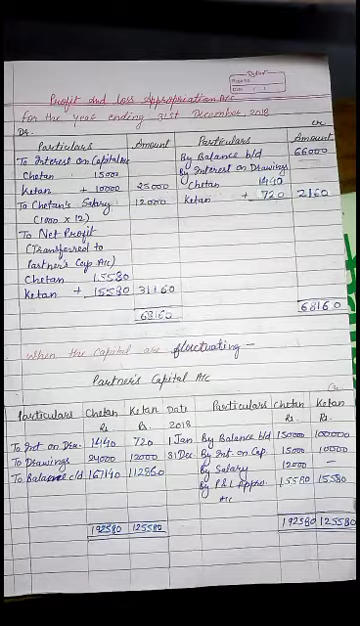 Date
Profit and loss Appropriation A/c
For the year ending 31st December 2018
Dr. Cr
Particulars Amount Particulars Amount
To Interest on Capital A/c By Balance b/d 66000
Chetan 15000 By Interest on Drawings
Ketan + 10000 25000 Chetan 1440
To Chetan's Salary 12000 Ketan + 720 2160
(1000 x 12)
To Net Profit
(Transferred to
Partner's Cap A/c)
Chetan 15580
Ketan + 15580 31160
68160 68160
When the Capital are fluctuating -
Partner's Capital A/c
Cr
Particulars Chetan Ketan Date Particulars Chetan Ketan
Rs Rs. 2018 Rs. Rs.
To Int on Dra. 1440 720 1 Jan By Balance b/d 150000 100000
To Drawings 24000 12000 31 Dec By Int. on Cap. 15000 10000
To Balance c/d 167140 112860 By Salary 12000 -
By P&L Appro. 15580 15580
A/c
192580 125580 192580 125580